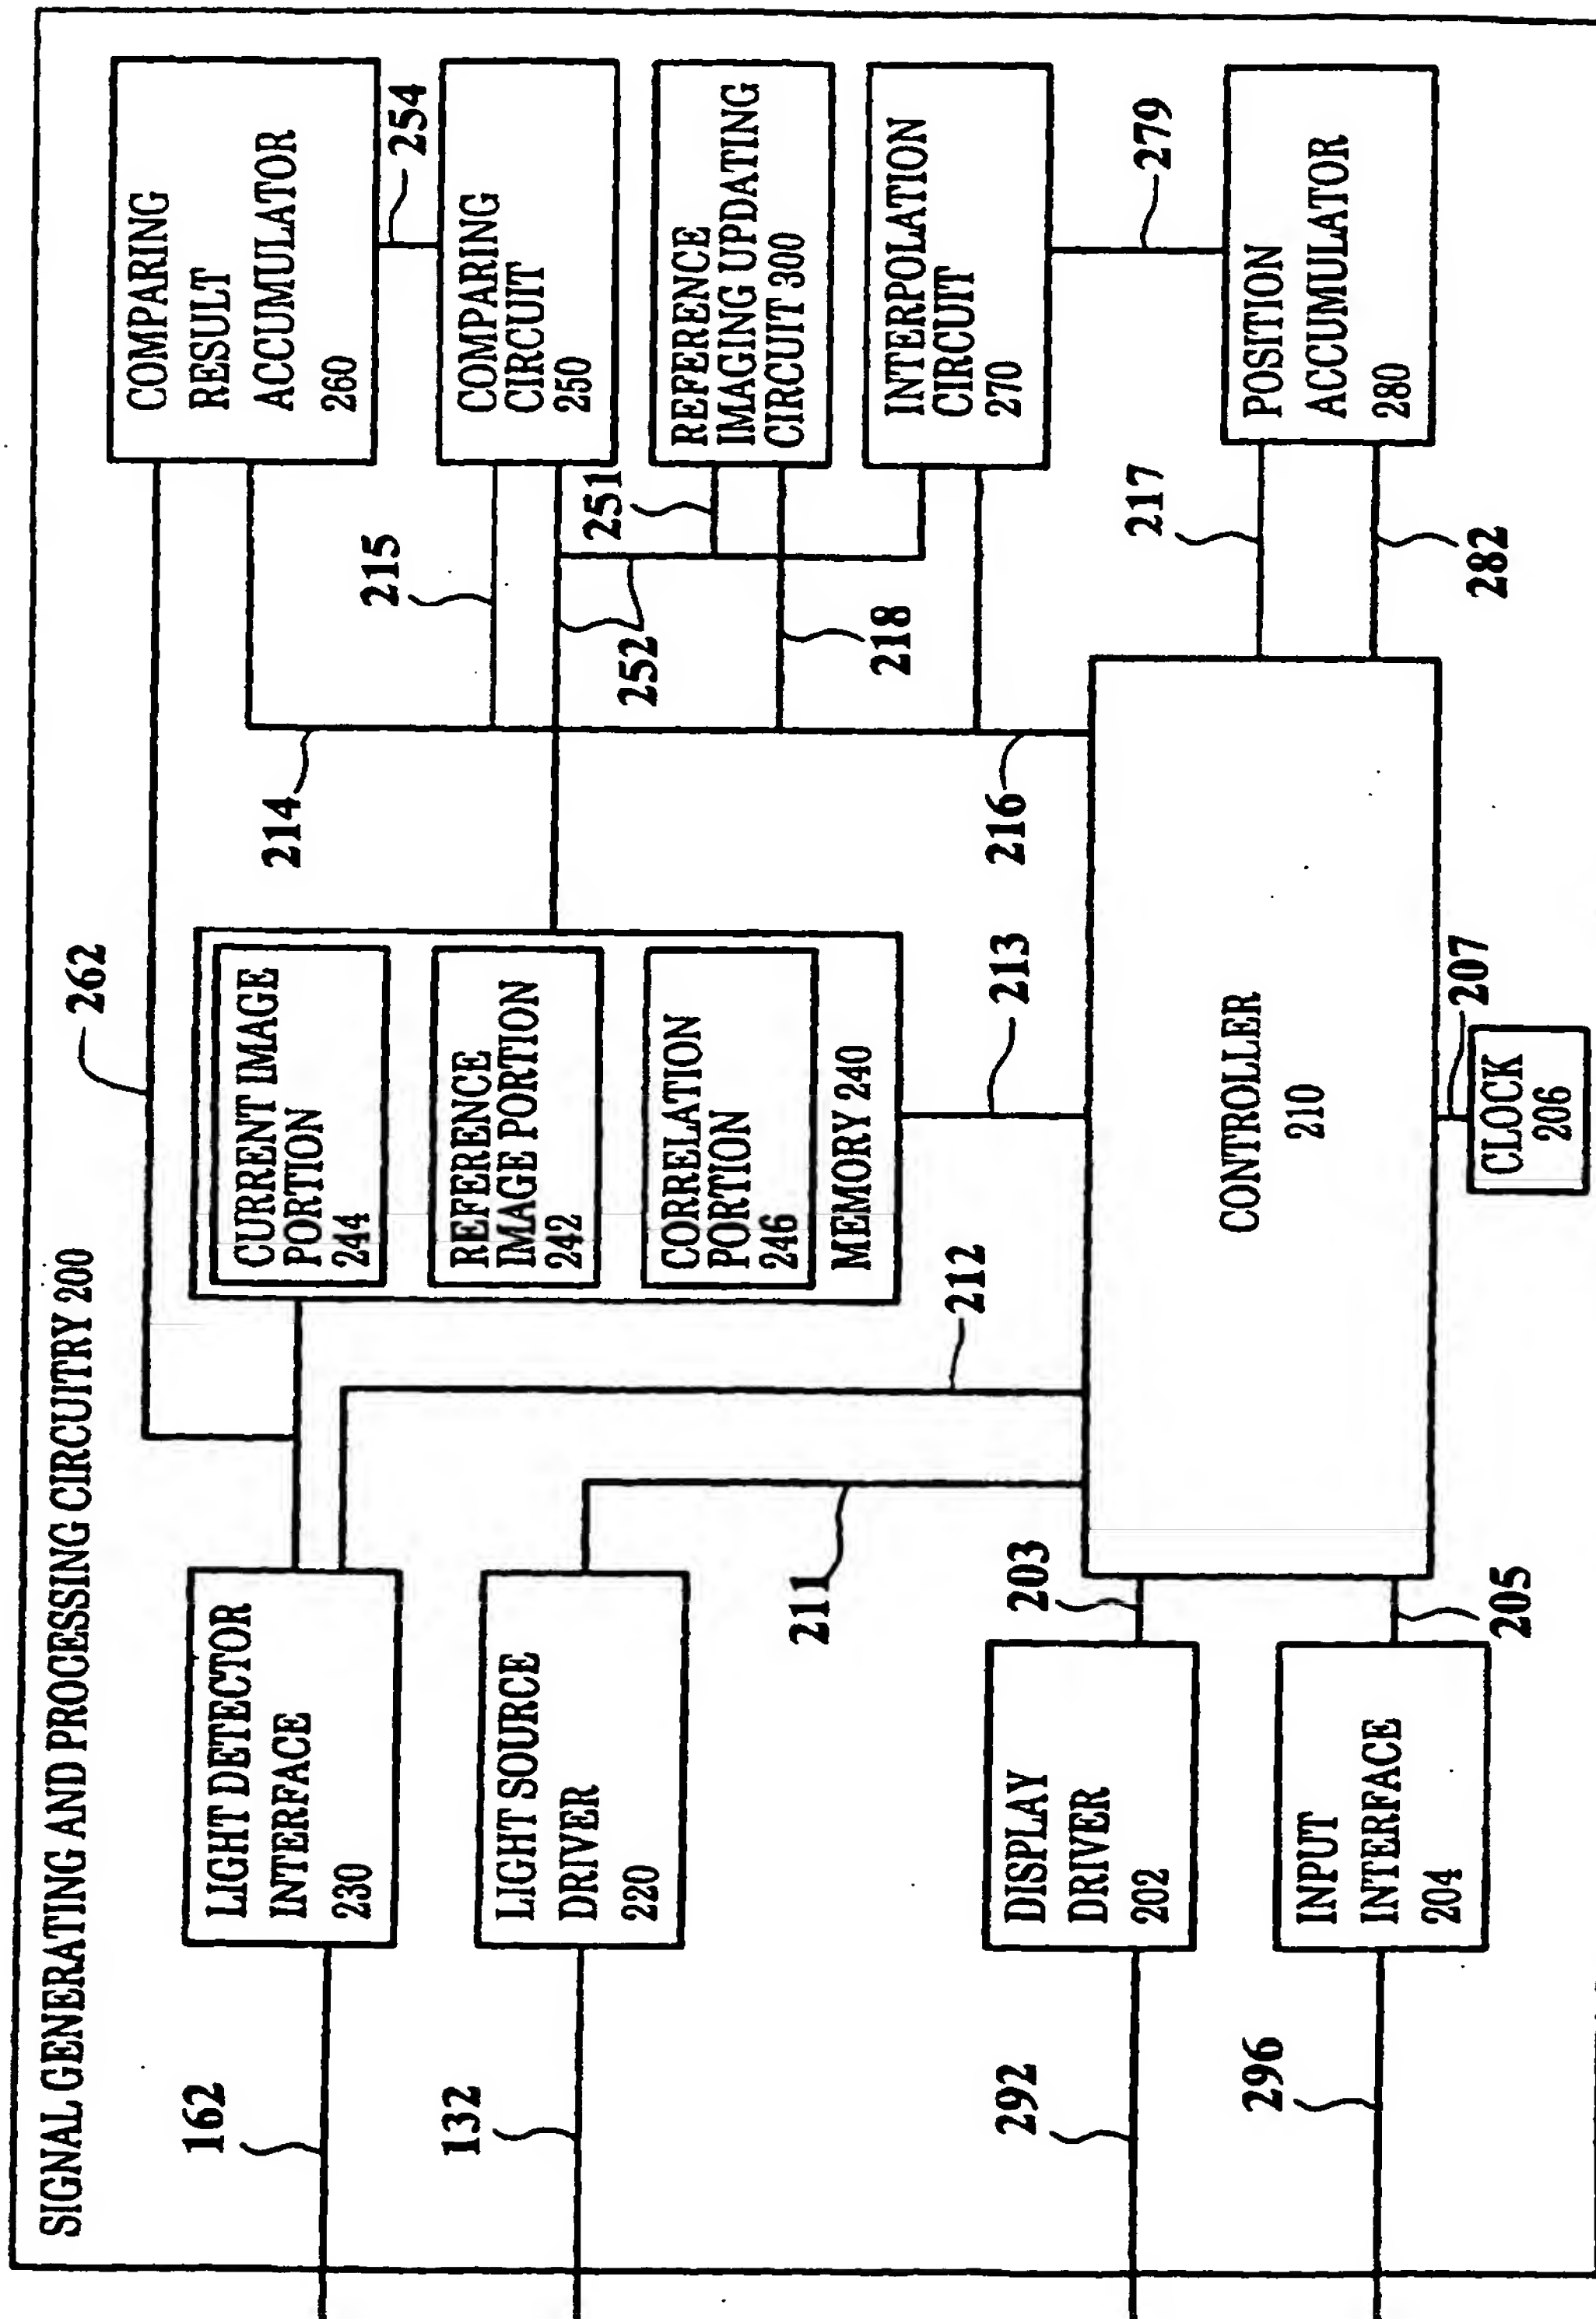 SIGNAL GENERATING AND PROCESSING CIRCUITRY 200
262
162
LIGHT DETECTOR
INTERFACE
230
CURRENT IMAGE
PORTION
244
REFERENCE
IMAGE PORTION
242
CORRELATION
PORTION
246
MEMORY 240
COMPARING
RESULT
ACCUMULATOR
260
254
COMPARING
CIRCUIT
250
REFERENCE
IMAGING UPDATING
CIRCUIT 300
INTERPOLATION
CIRCUIT
270
279
POSITION
ACCUMULATOR
280
214
215
252
251
218
216
217
282
132
LIGHT SOURCE
DRIVER
220
211
212
213
292
DISPLAY
DRIVER
202
203
CONTROLLER
210
296
INPUT
INTERFACE
204
205
207
CLOCK
206